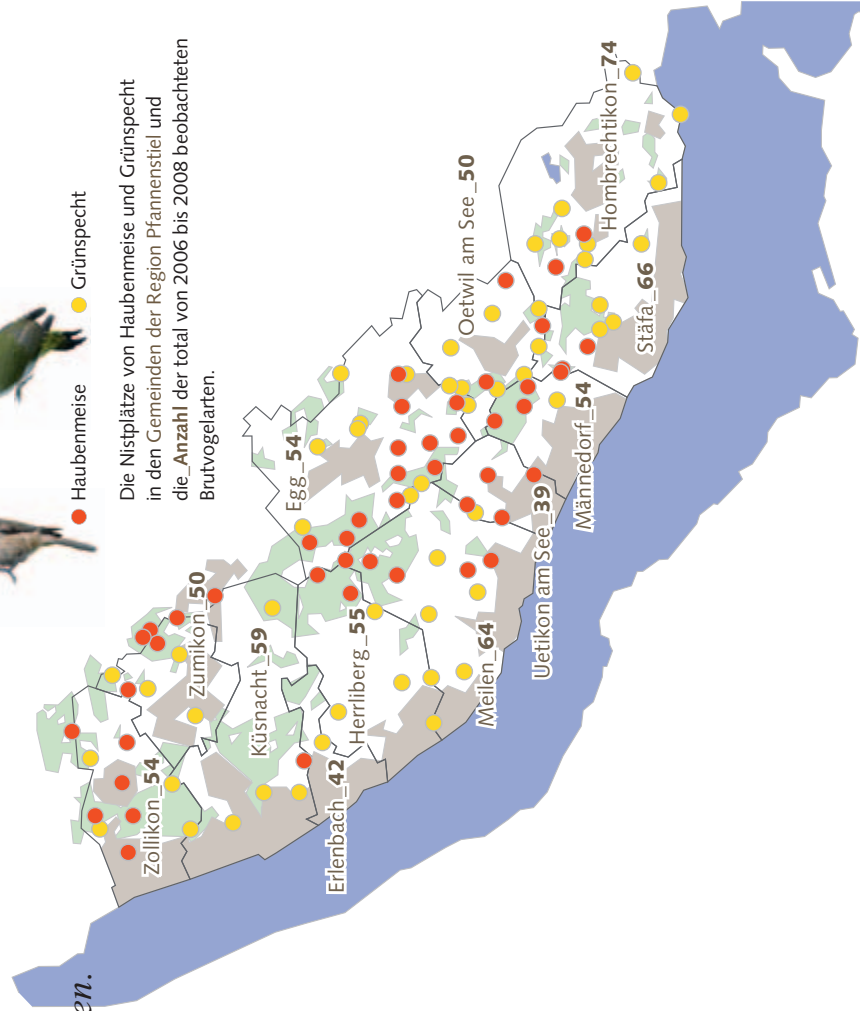 en.
Haubenmeise
Grünspecht
Die Nistplätze von Haubenmeise und Grünspecht
in den Gemeinden der Region Pfannenstiel und
die_Anzahl der total von 2006 bis 2008 beobachteten
Brutvogelarten.
Zollikon_54
Zumikon_50
Küsnacht_59
Erlenbach_42
Herrliberg_55
Egg_54
Meilen_64
Uetikon am See_39
Männedorf_54
Oetwil am See_50
Stäfa_66
Hombrechtikon_74